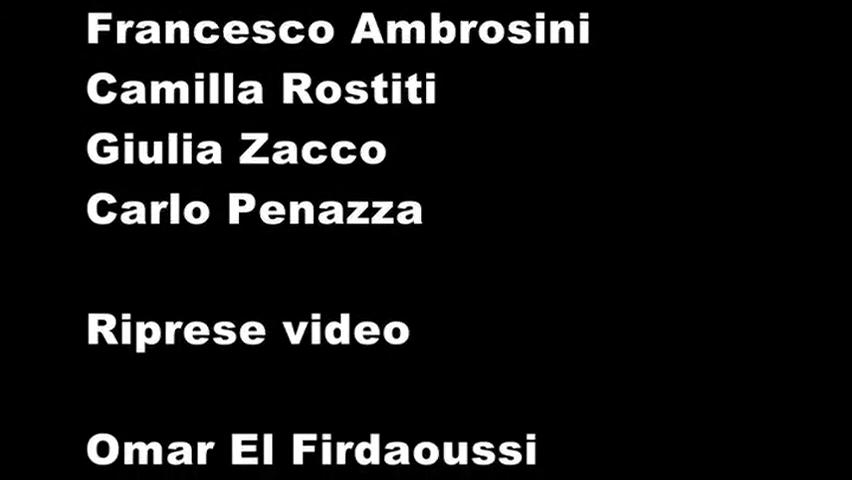 Francesco Ambrosini
Camilla Rostiti
Giulia Zacco
Carlo Penazza
Riprese video
Omar El Firdaoussi